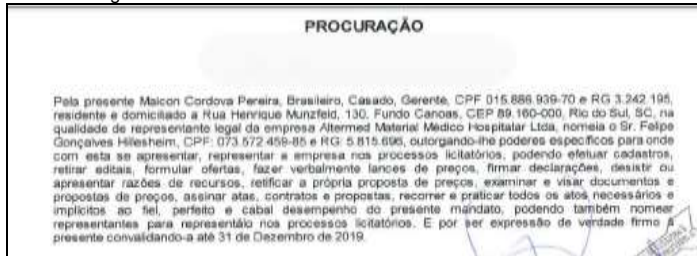 PROCURAÇÃO
Pela presente Maicon Cordova Pereira, Brasileiro, Casado, Gerente, CPF 015.886.939-70 e RG 3.242.195,
residente e domiciliado a Rua Henrique Munzfeld, 130, Fundo Canoas, CEP 89.160-000, Rio do Sul, SC, na
qualidade de representante legal da empresa Altermed Material Médico Hospitalar Ltda, nomeia o Sr. Felipe
Gonçalves Hillesheim, CPF: 073.572.459-85 e RG: 5.815.696, outorgando-lhe poderes específicos para onde
com esta se apresentar, representar a empresa nos processos licitatórios, podendo efetuar cadastros,
retirar editais, formular ofertas, fazer verbalmente lances de preços, firmar declarações, desistir ou
apresentar razões de recursos, retificar a própria proposta de preços, examinar e visar documentos e
propostas de preços, assinar atas, contratos e propostas, recorrer e praticar todos os atos necessários e
implícitos ao fiel, perfeito e cabal desempenho do presente mandato, podendo também nomear
representantes para representálo nos processos licitatórios. E por ser expressão de verdade firmo a
presente convalidando-a até 31 de Dezembro de 2019.